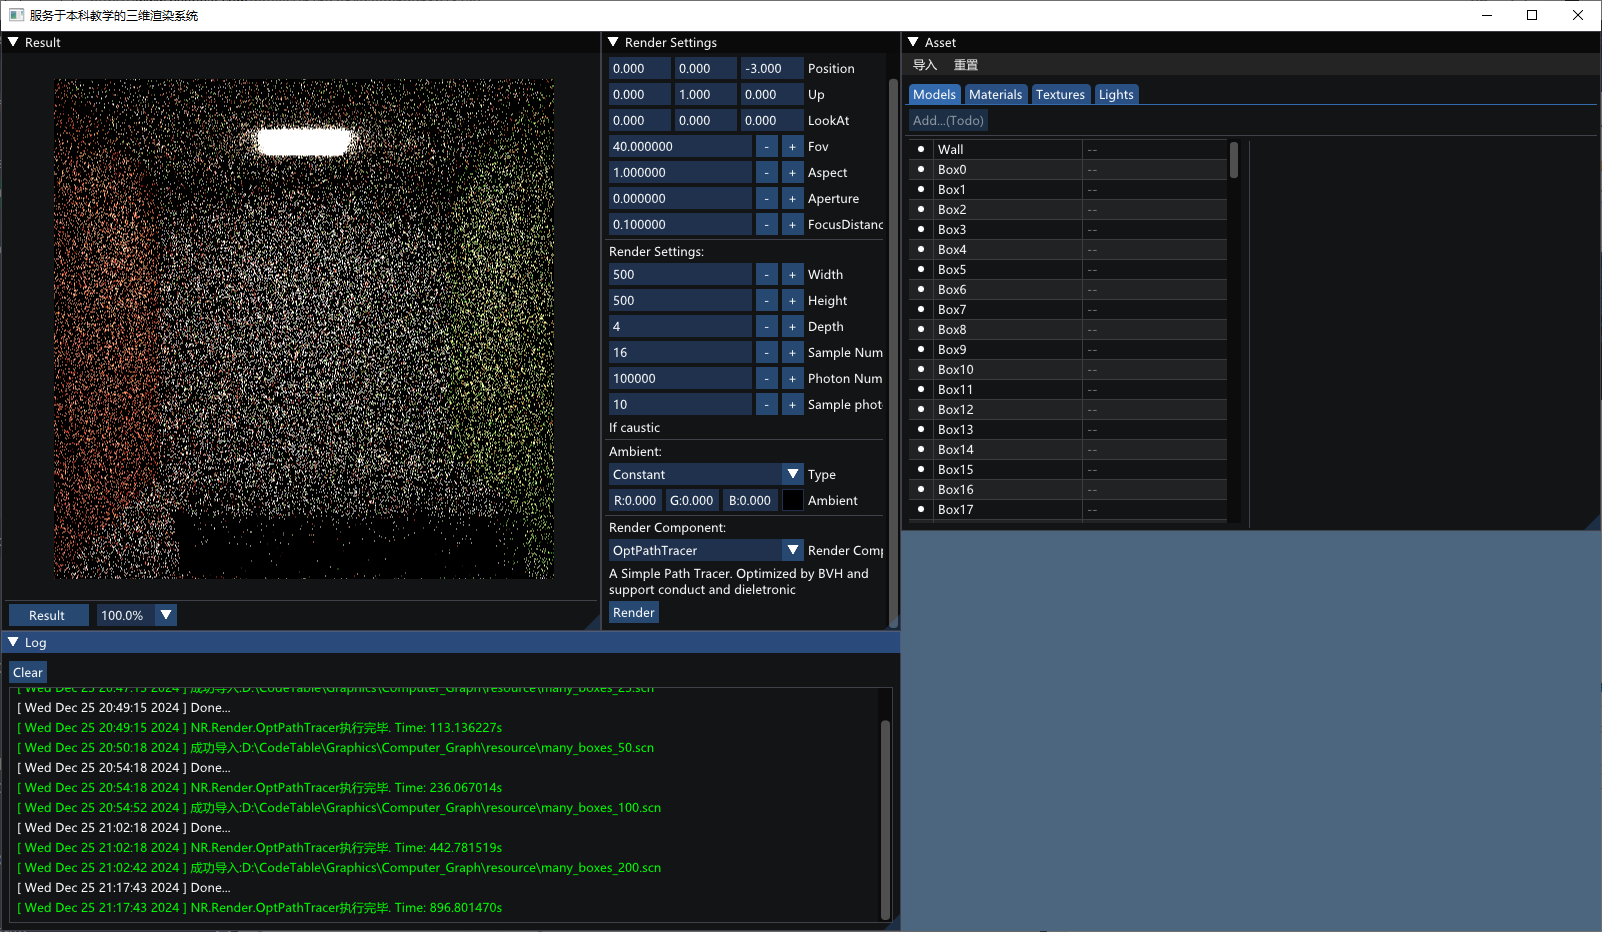 服务于本科教学的三维渲染系统
Result
Result
100.0%
Render Settings
0.000 0.000 -3.000 Position
0.000 1.000 0.000 Up
0.000 0.000 0.000 LookAt
40.000000 - + Fov
1.000000 - + Aspect
0.000000 - + Aperture
0.100000 - + FocusDistanc
Render Settings:
500 - + Width
500 - + Height
4 - + Depth
16 - + Sample Num
100000 - + Photon Num
10 - + Sample phot
If caustic
Ambient:
Constant Type
R:0.000 G:0.000 B:0.000 Ambient
Render Component:
OptPathTracer Render Comp
A Simple Path Tracer. Optimized by BVH and
support conduct and dieletronic
Render
Asset
导入 重置
Models Materials Textures Lights
Add...(Todo)
Wall --
Box0 --
Box1 --
Box2 --
Box3 --
Box4 --
Box5 --
Box6 --
Box7 --
Box8 --
Box9 --
Box10 --
Box11 --
Box12 --
Box13 --
Box14 --
Box15 --
Box16 --
Box17 --
Log
Clear
[ Wed Dec 25 20:47:15 2024 ] 成功导入:D:\CodeTable\Graphics\Computer_Graph\resource\many_boxes_25.scn
[ Wed Dec 25 20:49:15 2024 ] Done...
[ Wed Dec 25 20:49:15 2024 ] NR.Render.OptPathTracer执行完毕. Time: 113.136227s
[ Wed Dec 25 20:50:18 2024 ] 成功导入:D:\CodeTable\Graphics\Computer_Graph\resource\many_boxes_50.scn
[ Wed Dec 25 20:54:18 2024 ] Done...
[ Wed Dec 25 20:54:18 2024 ] NR.Render.OptPathTracer执行完毕. Time: 236.067014s
[ Wed Dec 25 20:54:52 2024 ] 成功导入:D:\CodeTable\Graphics\Computer_Graph\resource\many_boxes_100.scn
[ Wed Dec 25 21:02:18 2024 ] Done...
[ Wed Dec 25 21:02:18 2024 ] NR.Render.OptPathTracer执行完毕. Time: 442.781519s
[ Wed Dec 25 21:02:42 2024 ] 成功导入:D:\CodeTable\Graphics\Computer_Graph\resource\many_boxes_200.scn
[ Wed Dec 25 21:17:43 2024 ] Done...
[ Wed Dec 25 21:17:43 2024 ] NR.Render.OptPathTracer执行完毕. Time: 896.801470s